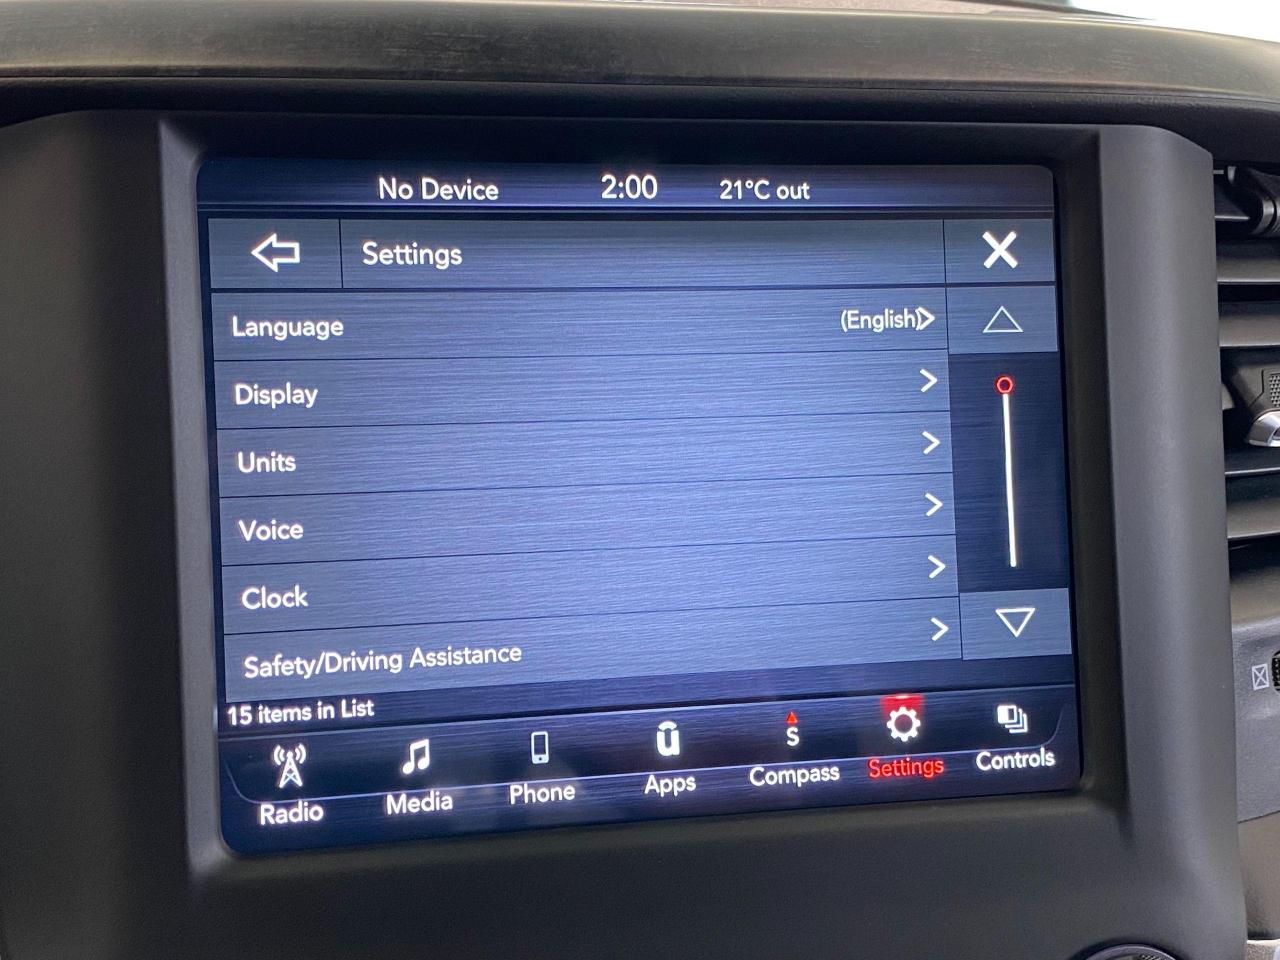 No Device 2:00 21°C out
Settings
Language (English)
Display
Units
Voice
Clock
Safety/Driving Assistance
15 items in List
Radio Media Phone Apps S Compass Settings Controls